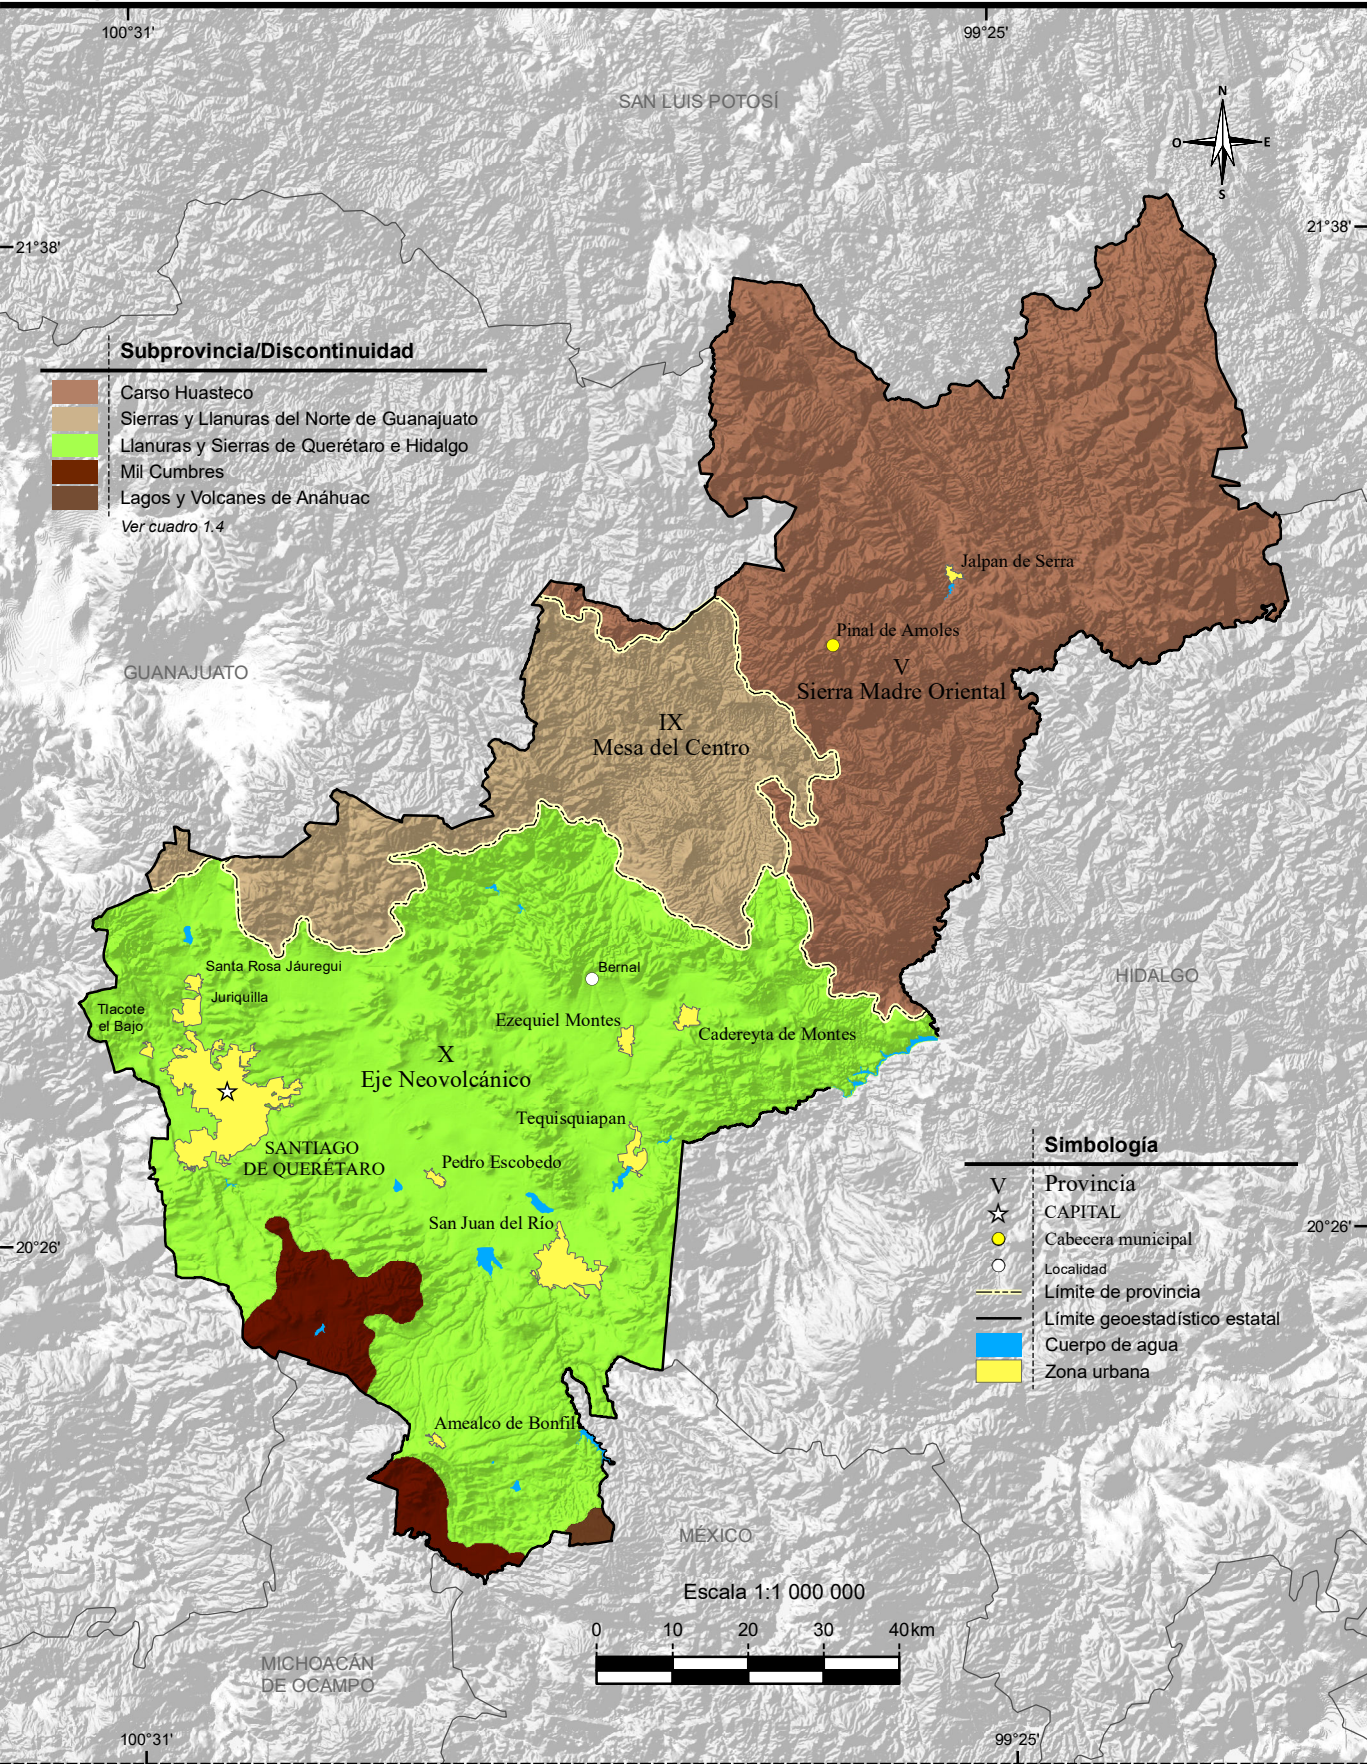 100°31'
99°25'
SAN LUIS POTOSÍ
N
O
E
S
21°38'
21°38'
Subprovincia/Discontinuidad
Carso Huasteco
Sierras y Llanuras del Norte de Guanajuato
Llanuras y Sierras de Querétaro e Hidalgo
Mil Cumbres
Lagos y Volcanes de Anáhuac
Ver cuadro 1.4
Jalpan de Serra
Pinal de Amoles
V
Sierra Madre Oriental
GUANAJUATO
IX
Mesa del Centro
Santa Rosa Jáuregui
Bernal
HIDALGO
Juriquilla
Tlacote
el Bajo
Ezequiel Montes
Cadereyta de Montes
X
Eje Neovolcánico
Tequisquiapan
SANTIAGO
DE QUERÉTARO
Pedro Escobedo
San Juan del Río
Simbología
V Provincia
CAPITAL
Cabecera municipal
Localidad
Límite de provincia
Límite geoestadístico estatal
Cuerpo de agua
Zona urbana
20°26'
20°26'
Amealco de Bonfil
MÉXICO
Escala 1:1 000 000
0 10 20 30 40 km
MICHOACÁN
DE OCAMPO
100°31'
99°25'